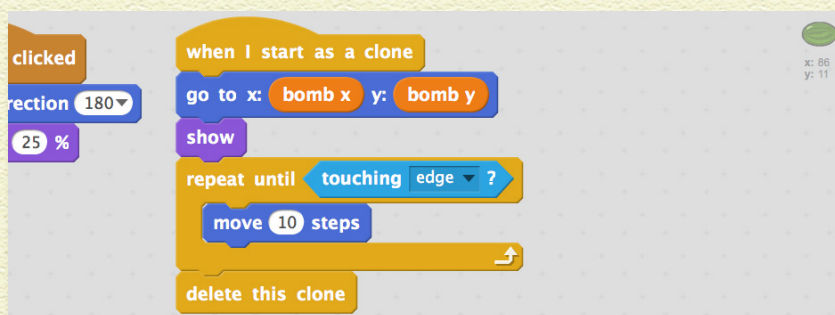 clicked
rection 180
25 %
when I start as a clone
go to x: bomb x y: bomb y
show
repeat until touching edge ?
move 10 steps
delete this clone
x: 86
y: 11